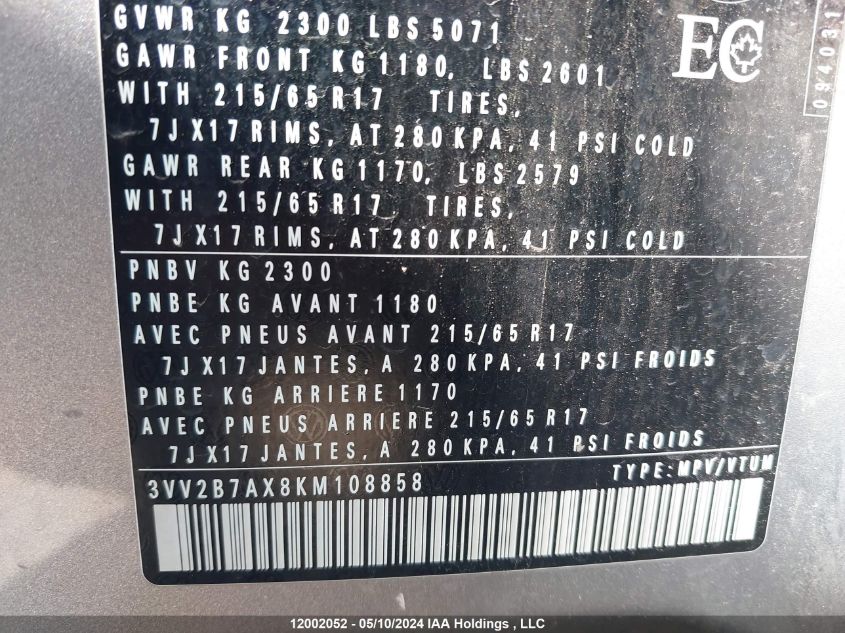 GVWR KG 2300 LBS 5071
GAWR FRONT KG 1180, LBS 2601
WITH 215/65 R17 TIRES,
7J X17 RIMS, AT 280 KPA, 41 PSI COLD
GAWR REAR KG 1170, LBS 2579
WITH 215/65 R17 TIRES,
7J X17 RIMS, AT 280 KPA, 41 PSI COLD
EC
094031
PNBV KG 2300
PNBE KG AVANT 1180
AVEC PNEUS AVANT 215/65 R17
7J X17 JANTES, A 280 KPA, 41 PSI FROIDS
PNBE KG ARRIERE 1170
AVEC PNEUS ARRIERE 215/65 R17
7J X17 JANTES, A 280 KPA, 41 PSI FROIDS
3VV2B7AX8KM108858 TYPE: MPV/VTUM
12002052 - 05/10/2024 IAA Holdings , LLC